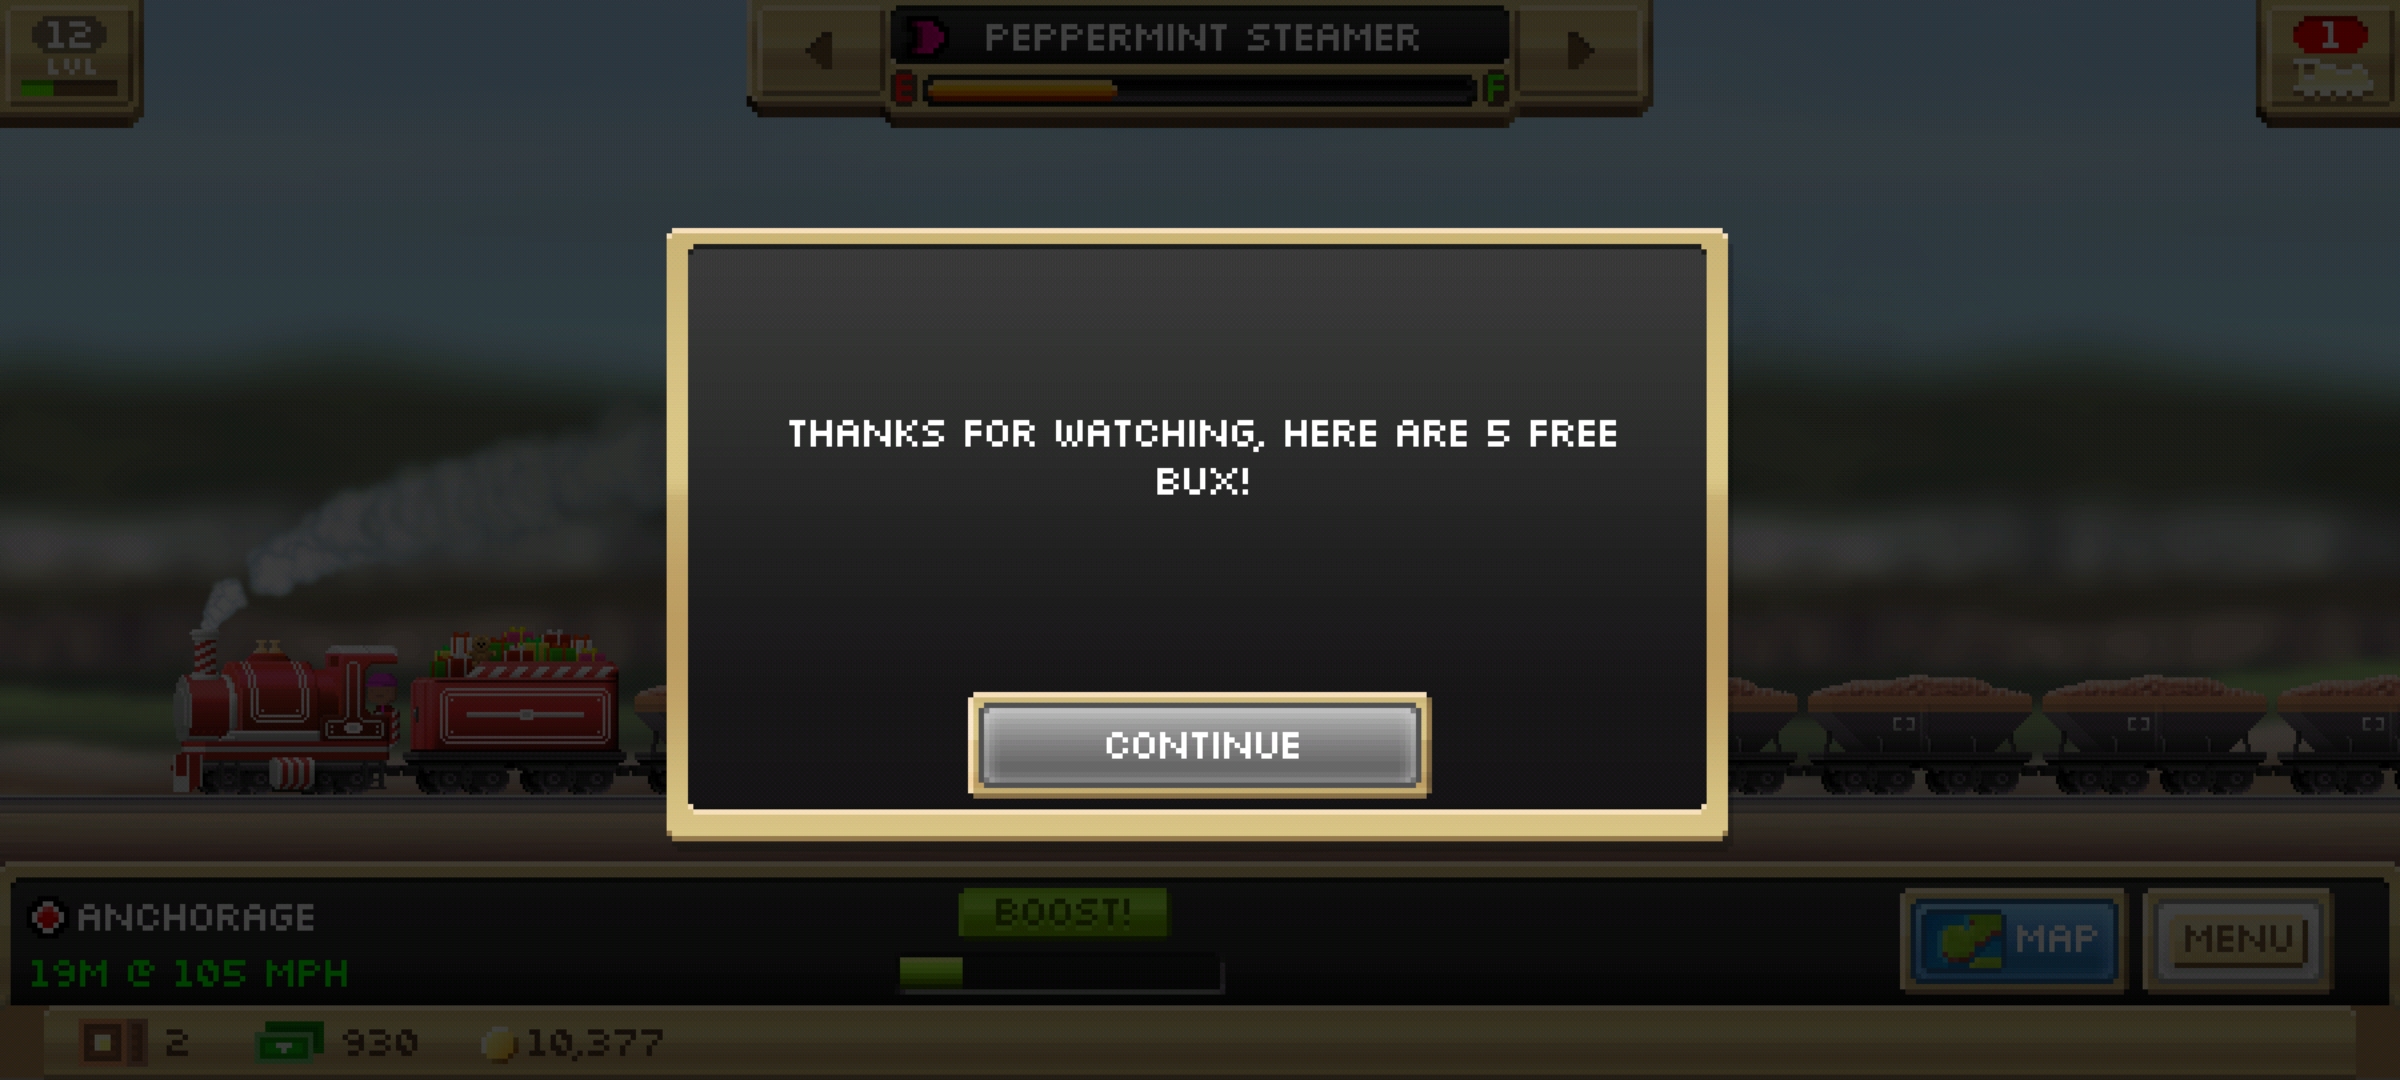 12
LVL
PEPPERMINT STEAMER
E F
1
THANKS FOR WATCHING, HERE ARE 5 FREE
BUX!
CONTINUE
ANCHORAGE
19M @ 105 MPH
BOOST!
MAP
MENU
2
930
10,377